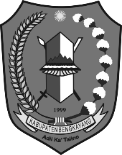 1999
KABUPATEN BENGKAYANG
Adil Ka' Talino